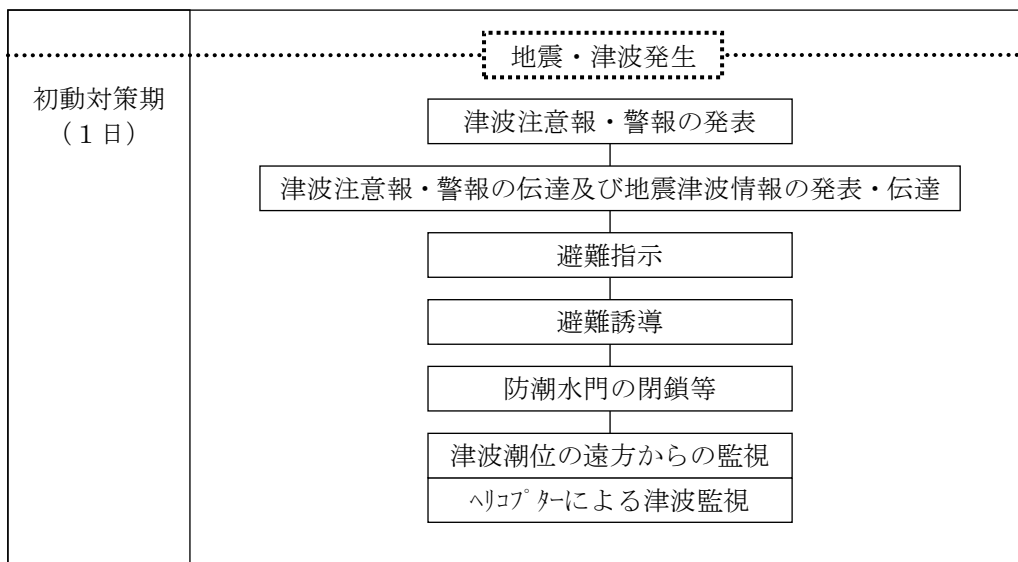 地震・津波発生
初動対策期
（１日）
津波注意報・警報の発表
津波注意報・警報の伝達及び地震津波情報の発表・伝達
避難指示
避難誘導
防潮水門の閉鎖等
津波潮位の遠方からの監視
ﾍﾘｺﾌﾟﾀｰによる津波監視